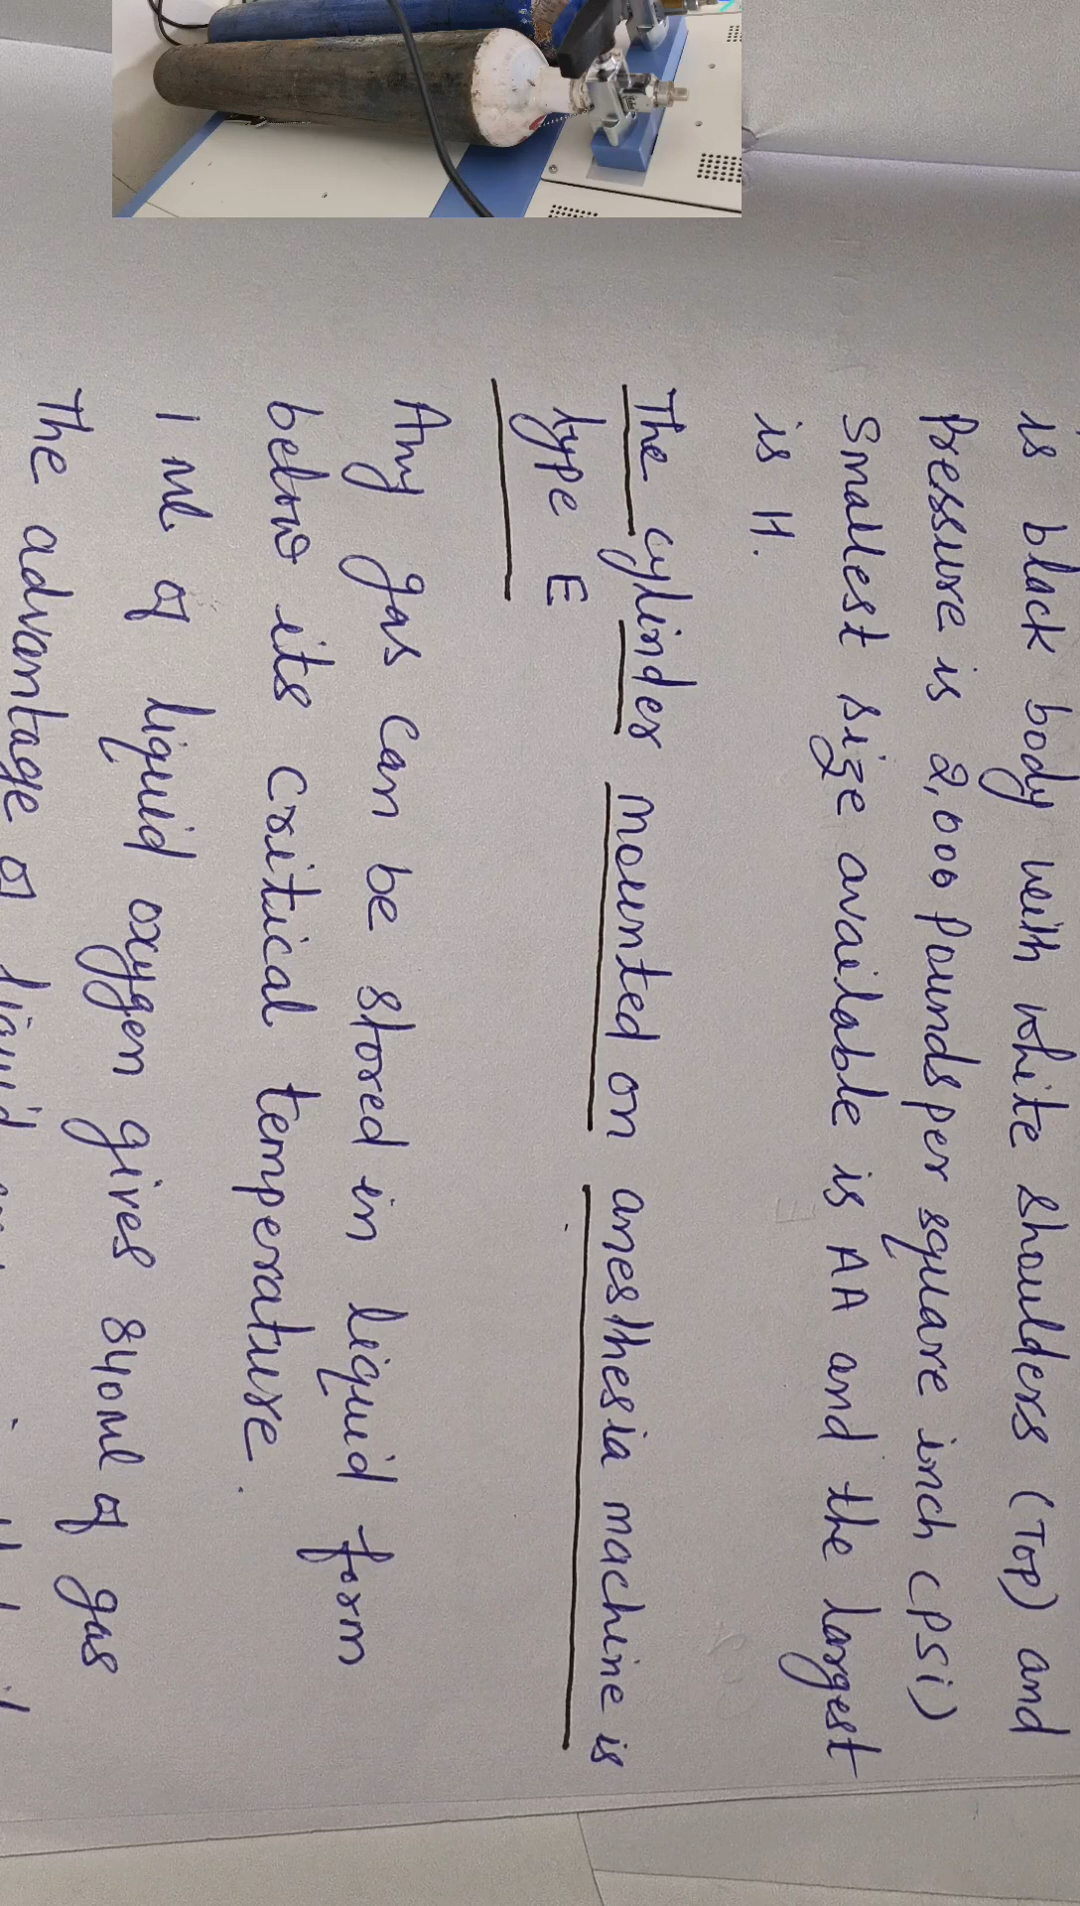 is black body with white shoulders (Top) and
Pressure is 2,000 Pounds per square inch (PSi)
Smallest size available is AA and the largest
is H.
The cylinder mounted on anesthesia machine is
type E
Any gas can be stored in liquid form
below its critical temperature.
1 ml of liquid oxygen gives 840ml of gas
The advantage of liquid